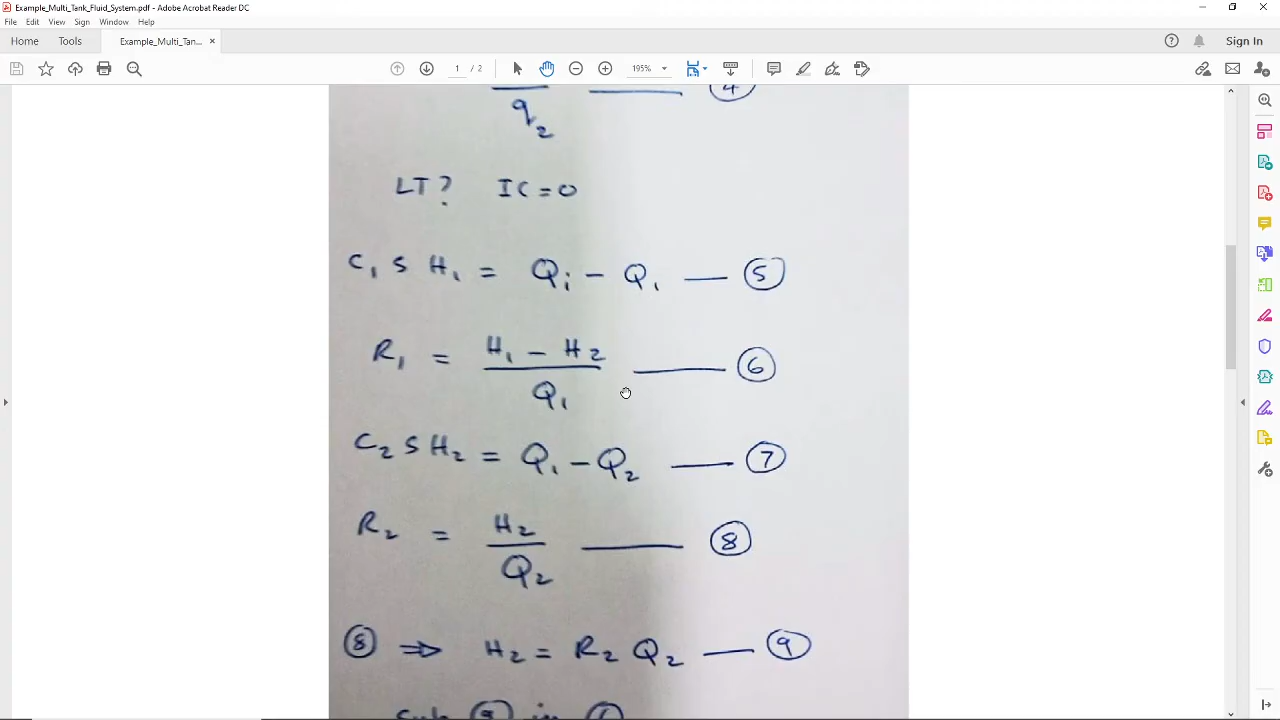 Example_Multi_Tank_Fluid_System.pdf - Adobe Acrobat Reader DC
File Edit View Sign Window Help
Home Tools Example_Multi_Tan... × Sign In
1 / 2 195%
q2 — 4
LT? IC=0
C1 S H1 = Qi - Q1 — 5
R1 = H1 - H2 / Q1 — 6
C2 S H2 = Q1 - Q2 — 7
R2 = H2 / Q2 — 8
8 ⇒ H2 = R2 Q2 — 9